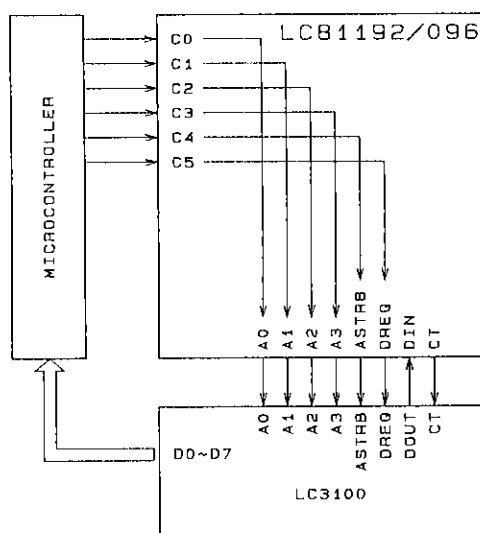 LC81192/096
C0
C1
C2
C3
C4
C5
MICROCONTROLLER
A0
A1
A2
A3
ASTRB
DREQ
DIN
CT
A0
A1
A2
A3
ASTRB
DREQ
DOUT
CT
D0~D7
LC3100